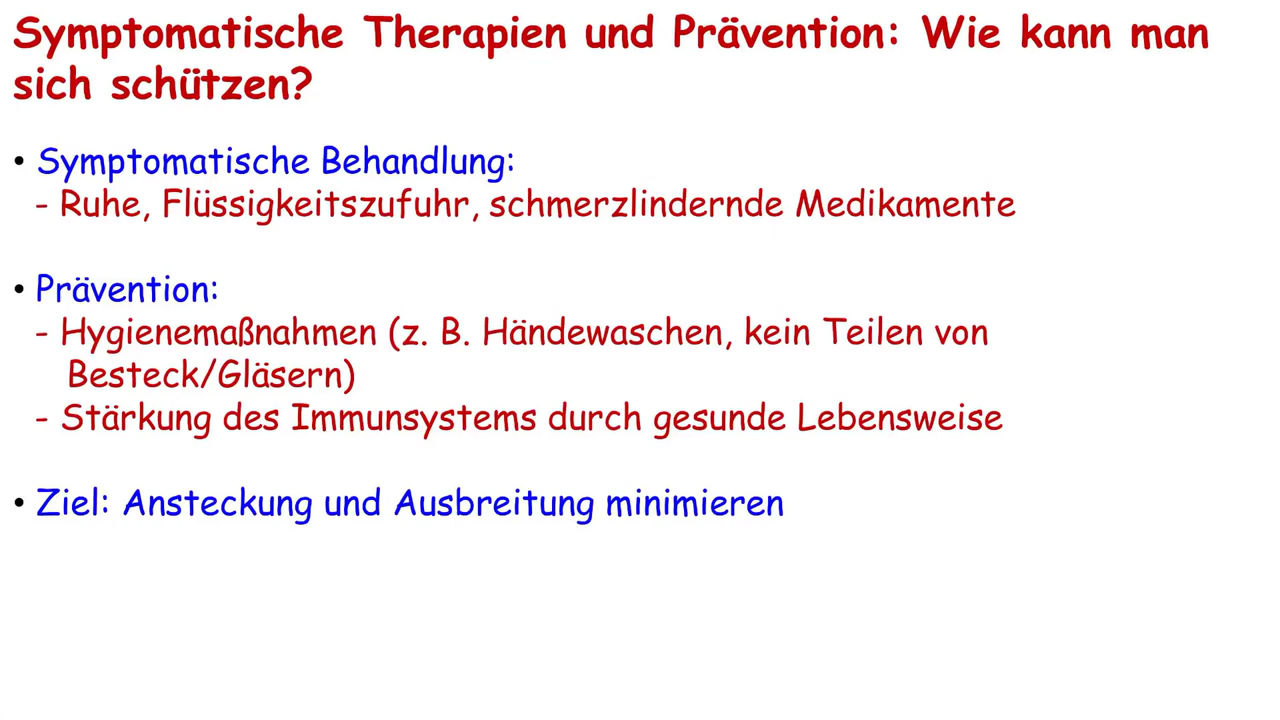 Symptomatische Therapien und Prävention: Wie kann man
sich schützen?
• Symptomatische Behandlung:
- Ruhe, Flüssigkeitszufuhr, schmerzlindernde Medikamente
• Prävention:
- Hygienemaßnahmen (z. B. Händewaschen, kein Teilen von
Besteck/Gläsern)
- Stärkung des Immunsystems durch gesunde Lebensweise
• Ziel: Ansteckung und Ausbreitung minimieren